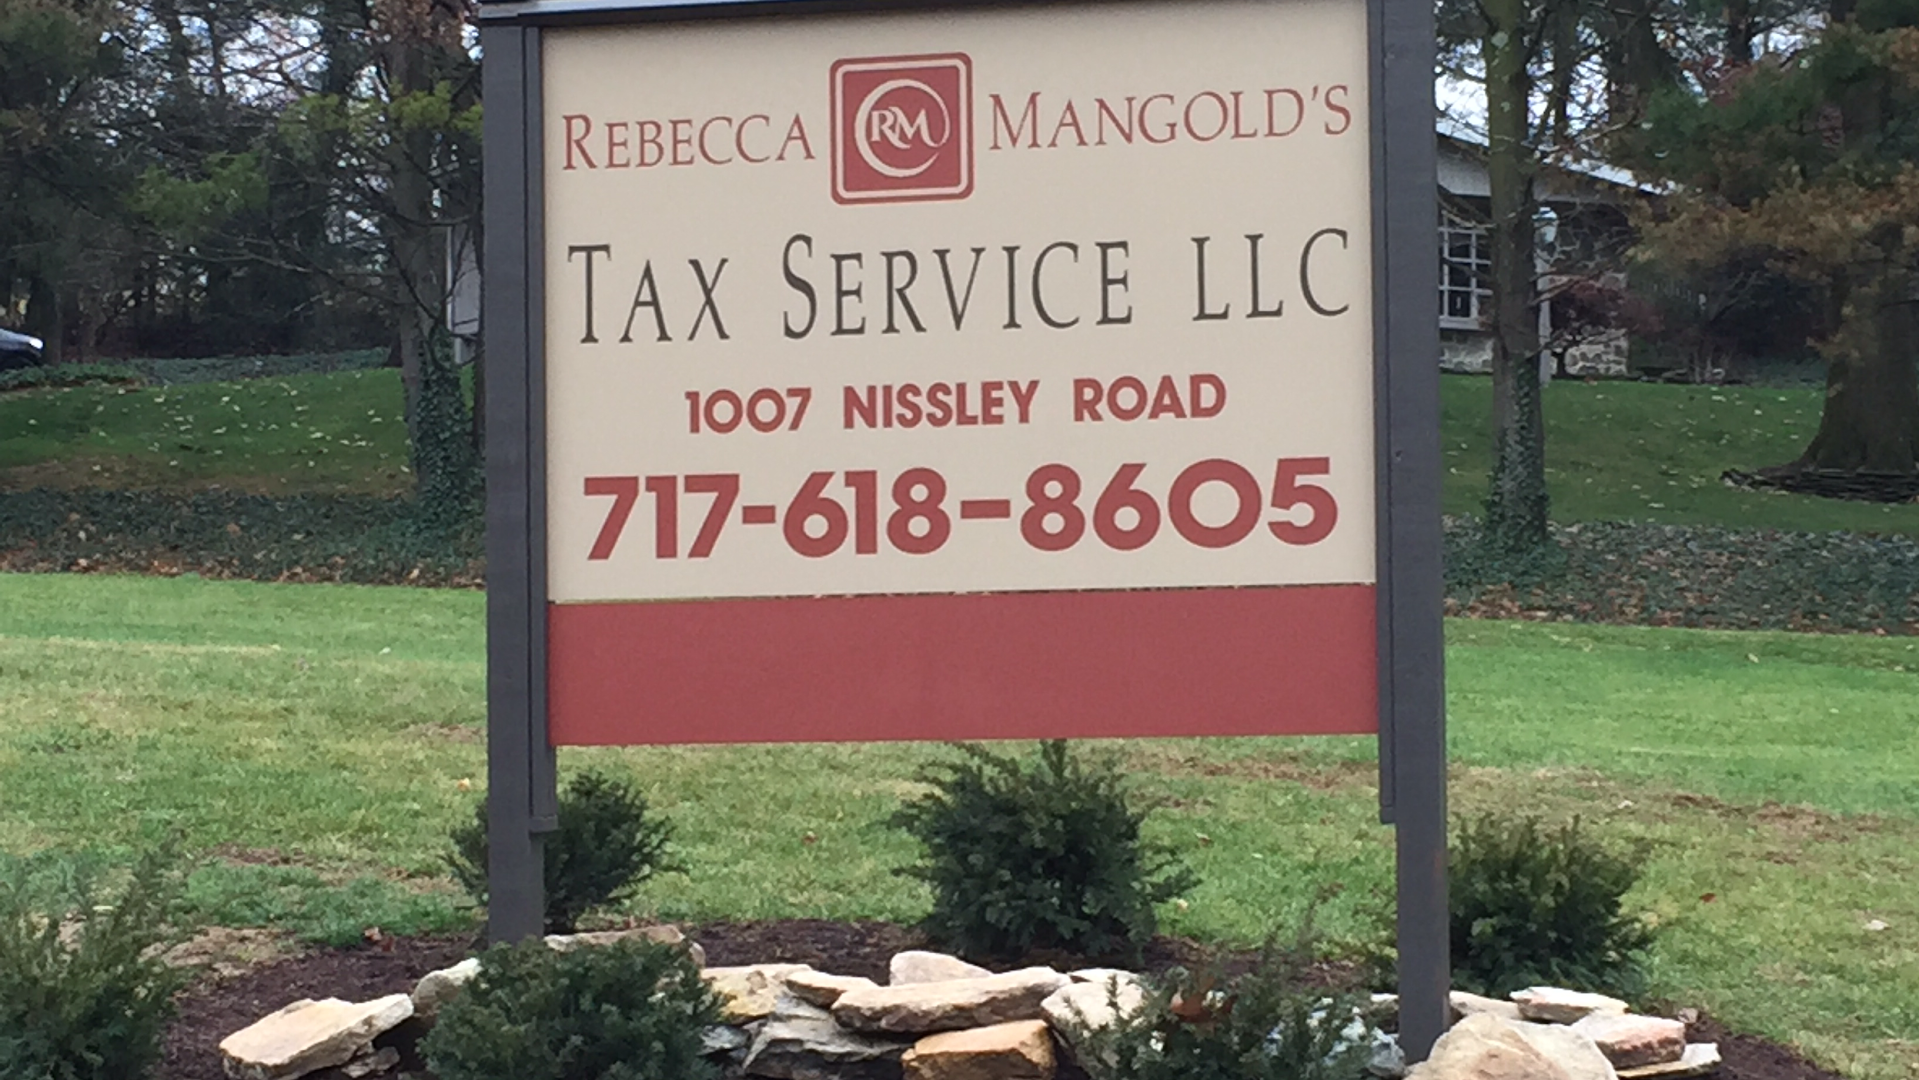 REBECCA RM MANGOLD'S
TAX SERVICE LLC
1007 NISSLEY ROAD
717-618-8605